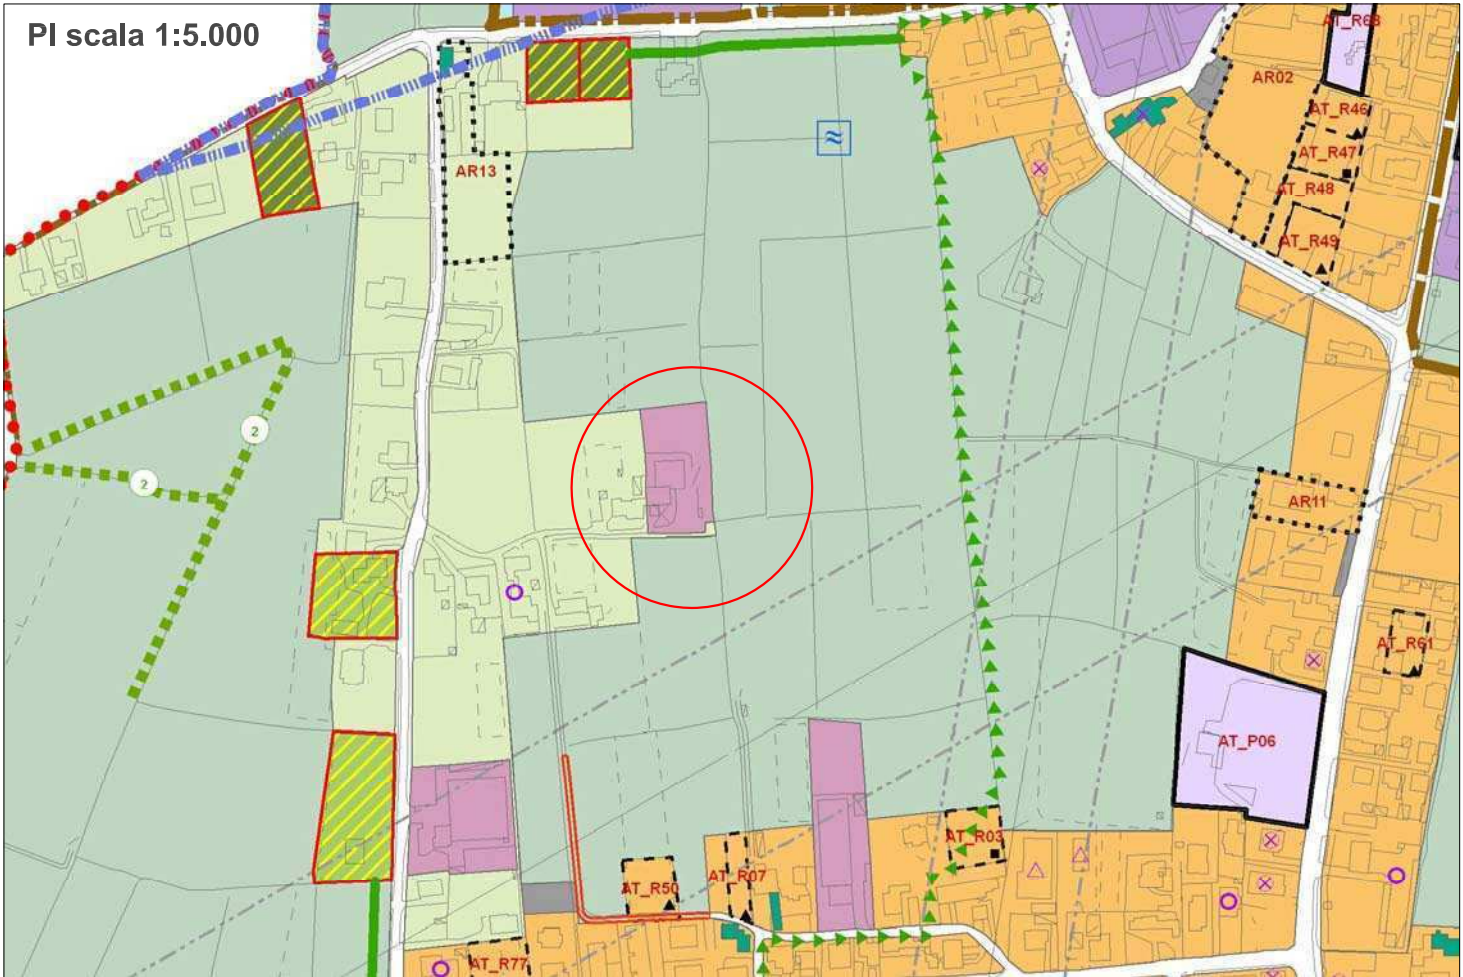 PI scala 1:5.000
AT_R68
AR02
AT_R46
AT_R47
AR13
AT_R48
AT_R49
2
2
AR11
AT_R61
AT_P06
AT_R03
AT_R07
AT_R50
AT_R77